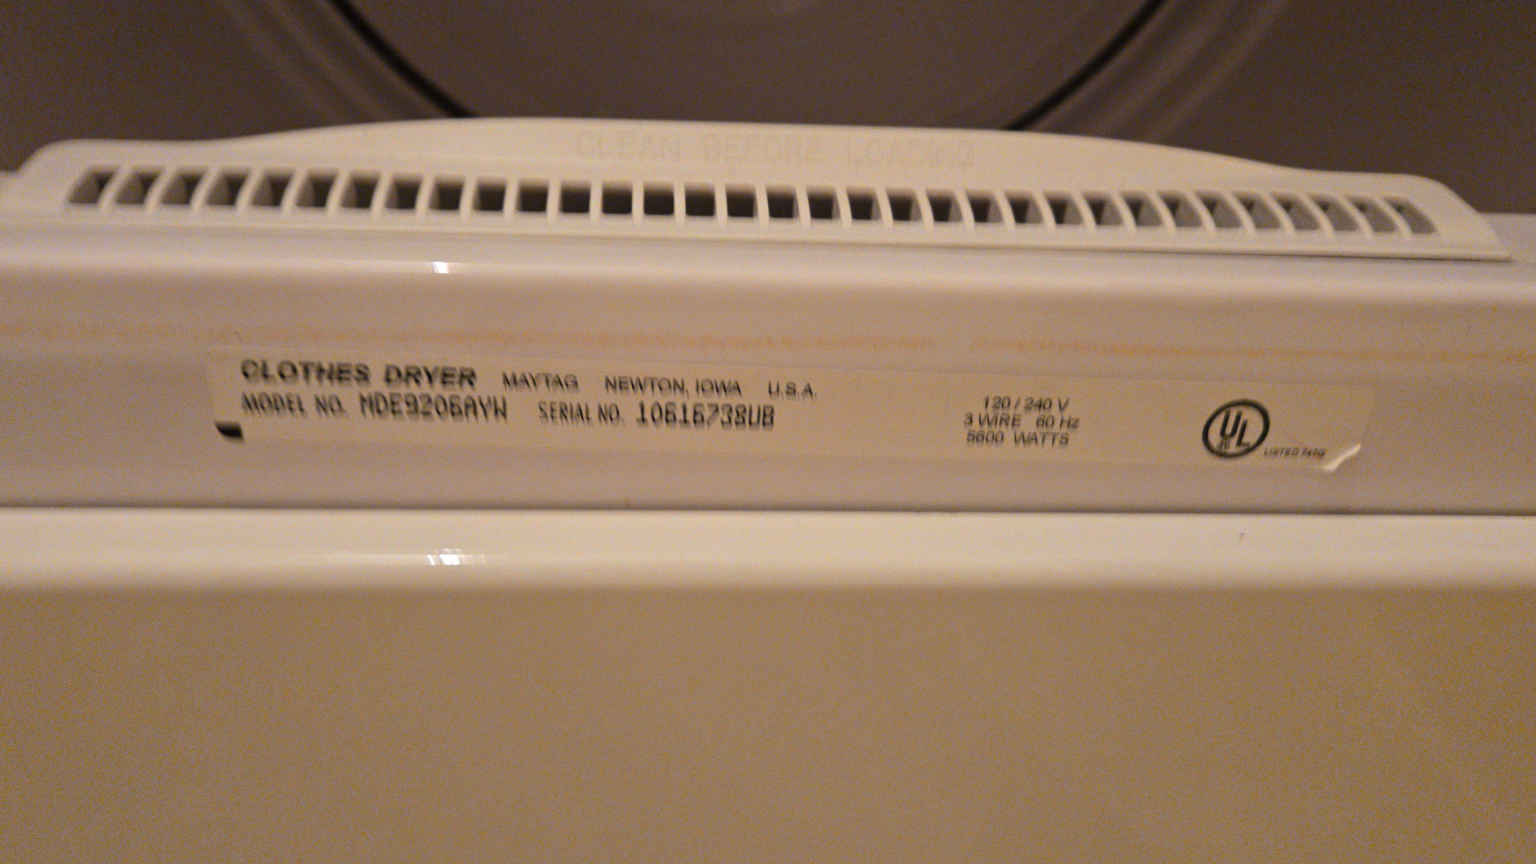 CLEAN BEFORE LOADING
CLOTHES DRYER MAYTAG NEWTON, IOWA U.S.A.
MODEL NO. MDE9206AYW SERIAL NO. 10616738UB
120 / 240 V
3 WIRE 60 Hz
5600 WATTS
UL
LISTED